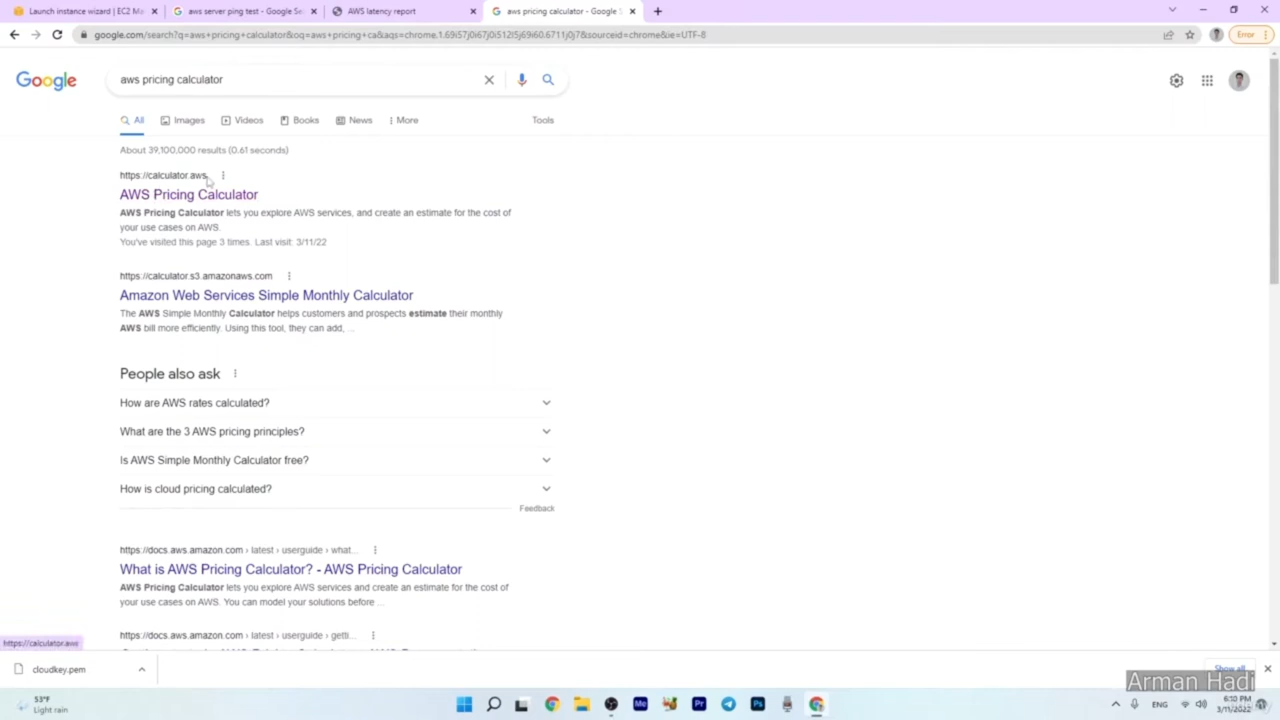 Launch instance wizard | EC2 Ma
aws server ping test - Google Se
AWS latency report
aws pricing calculator - Google S
google.com/search?q=aws+pricing+calculator&oq=aws+pricing+ca&aqs=chrome.1.69i57j0i67j0i512l5j69i60.6711j0j7&sourceid=chrome&ie=UTF-8
Error
Google
aws pricing calculator
All
Images
Videos
Books
News
More
Tools
About 39,100,000 results (0.61 seconds)
https://calculator.aws
AWS Pricing Calculator
AWS Pricing Calculator lets you explore AWS services, and create an estimate for the cost of
your use cases on AWS.
You've visited this page 3 times. Last visit: 3/11/22
https://calculator.s3.amazonaws.com
Amazon Web Services Simple Monthly Calculator
The AWS Simple Monthly Calculator helps customers and prospects estimate their monthly
AWS bill more efficiently. Using this tool, they can add, ...
People also ask
How are AWS rates calculated?
What are the 3 AWS pricing principles?
Is AWS Simple Monthly Calculator free?
How is cloud pricing calculated?
Feedback
https://docs.aws.amazon.com › latest › userguide › what...
What is AWS Pricing Calculator? - AWS Pricing Calculator
AWS Pricing Calculator lets you explore AWS services and create an estimate for the cost of
your use cases on AWS. You can model your solutions before ...
https://docs.aws.amazon.com › latest › userguide › getti...
https://calculator.aws
cloudkey.pem
Show all
Arman Hadi
53°F
Light rain
Me
Pr
Ps
ENG
6:10 PM
3/11/2022